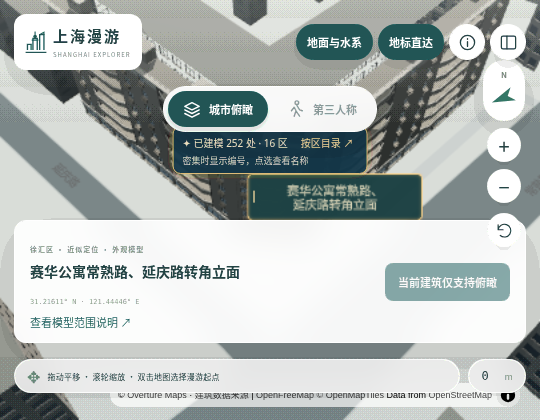 上海漫游
SHANGHAI EXPLORER
地面与水系
地标直达
N
城市俯瞰
第三人称
✦ 已建模 252 处 · 16 区 按区目录 ↗
密集时显示编号，点选查看名称
赛华公寓常熟路、
延庆路转角立面
徐汇区 · 近似定位 · 外观模型
赛华公寓常熟路、延庆路转角立面
31.21611° N · 121.44446° E
查看模型范围说明 ↗
当前建筑仅支持俯瞰
拖动平移 · 滚轮缩放 · 双击地图选择漫游起点
0 m
© Overture Maps · 建筑数据来源 | OpenFreeMap © OpenMapTiles Data from OpenStreetMap